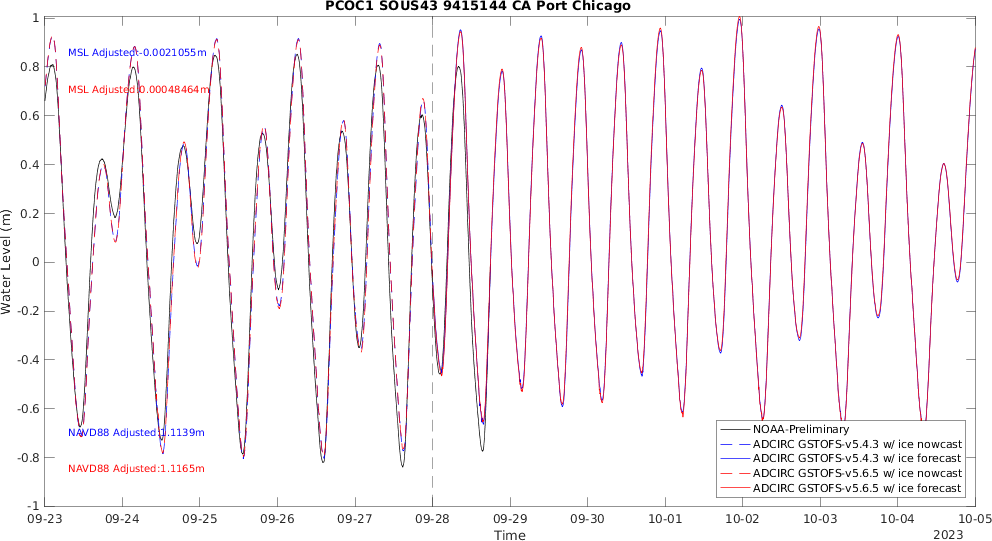 PCOC1 SOUS43 9415144 CA Port Chicago
MSL Adjusted:-0.0021055m
MSL Adjusted:0.00048464m
NAVD88 Adjusted:1.1139m
NAVD88 Adjusted:1.1165m
Water Level (m)
1
0.8
0.6
0.4
0.2
0
-0.2
-0.4
-0.6
-0.8
-1
NOAA-Preliminary
ADCIRC GSTOFS-v5.4.3 w/ ice nowcast
ADCIRC GSTOFS-v5.4.3 w/ ice forecast
ADCIRC GSTOFS-v5.6.5 w/ ice nowcast
ADCIRC GSTOFS-v5.6.5 w/ ice forecast
09-23 09-24 09-25 09-26 09-27 09-28 09-29 09-30 10-01 10-02 10-03 10-04 10-05
Time
2023